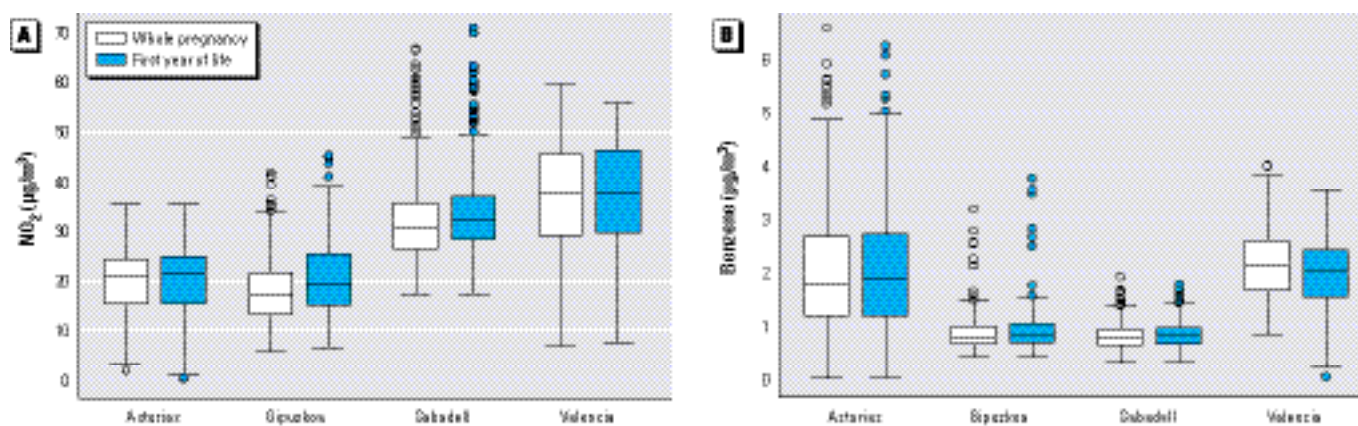 A
Whole pregnancy
First year of life
NO2 (µg/m3)
70
60
50
40
30
20
10
0
Asturias
Gipuzkoa
Sabadell
Valencia
B
Benzene (µg/m3)
6
5
4
3
2
1
0
Asturias
Gipuzkoa
Sabadell
Valencia